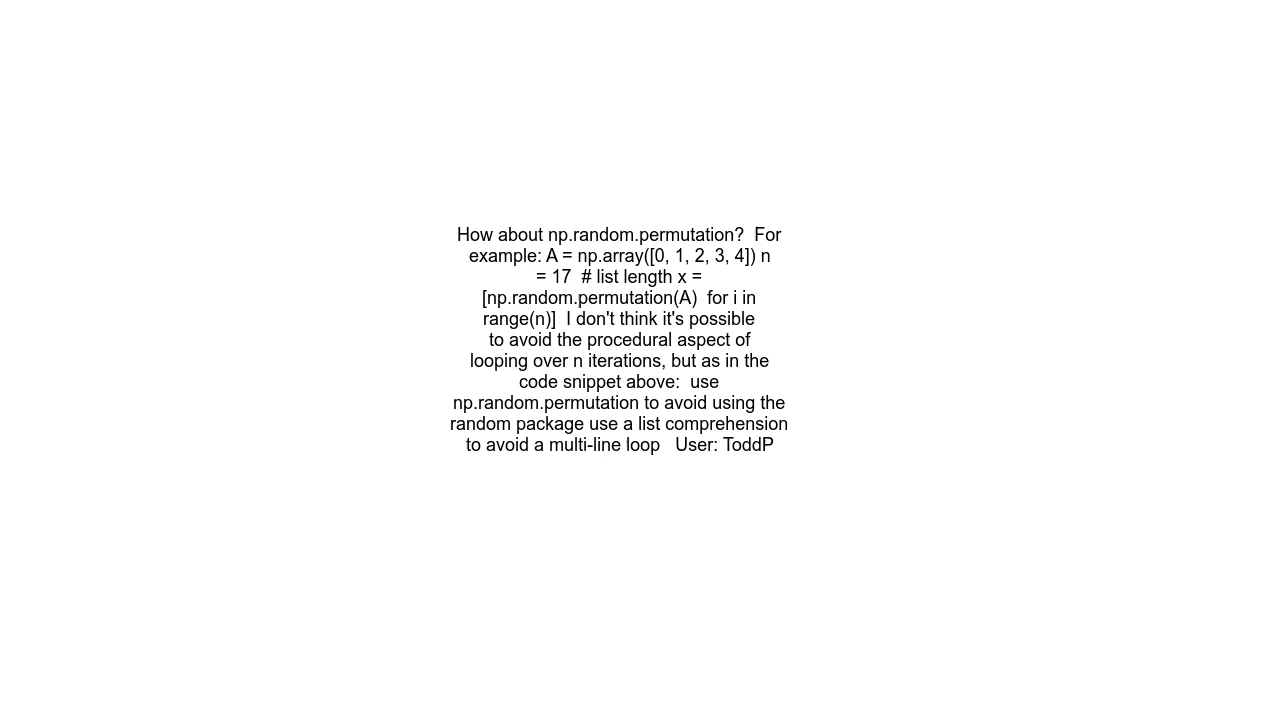 How about np.random.permutation?  For
example: A = np.array([0, 1, 2, 3, 4]) n
= 17  # list length x =
[np.random.permutation(A)  for i in
range(n)]  I don't think it's possible
to avoid the procedural aspect of
looping over n iterations, but as in the
code snippet above:  use
np.random.permutation to avoid using the
random package use a list comprehension
to avoid a multi-line loop   User: ToddP